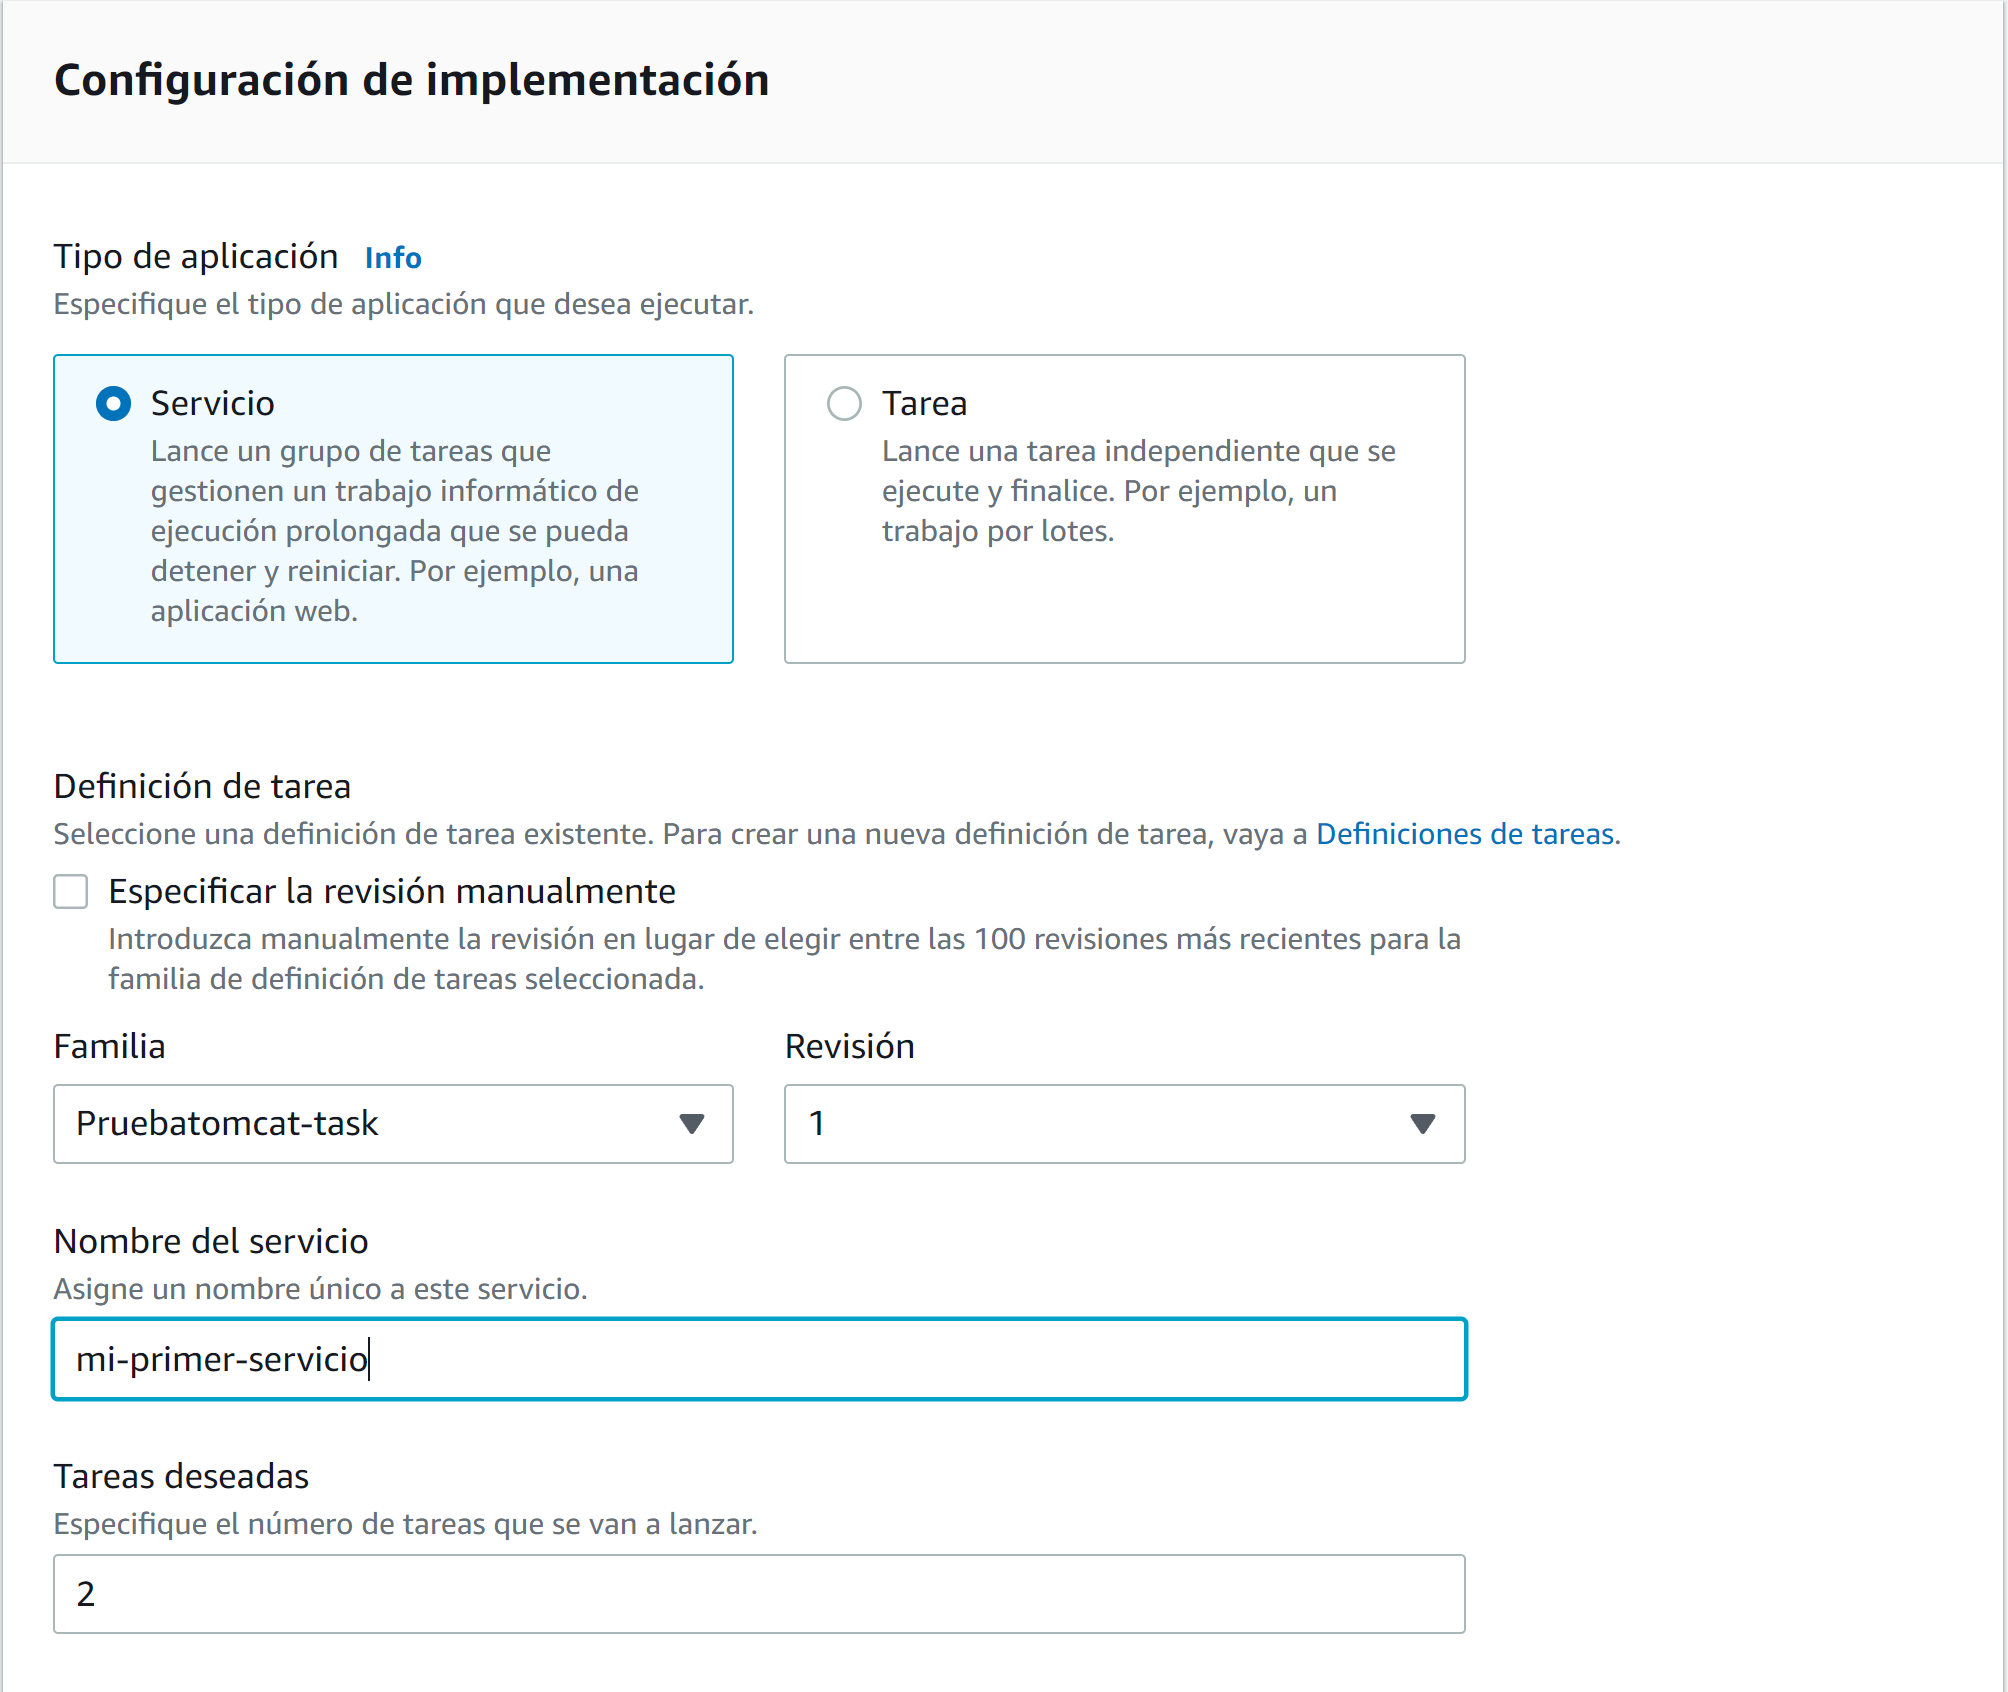 Configuración de implementación
Tipo de aplicación Info
Especifique el tipo de aplicación que desea ejecutar.
Servicio
Lance un grupo de tareas que
gestionen un trabajo informático de
ejecución prolongada que se pueda
detener y reiniciar. Por ejemplo, una
aplicación web.
Tarea
Lance una tarea independiente que se
ejecute y finalice. Por ejemplo, un
trabajo por lotes.
Definición de tarea
Seleccione una definición de tarea existente. Para crear una nueva definición de tarea, vaya a Definiciones de tareas.
Especificar la revisión manualmente
Introduzca manualmente la revisión en lugar de elegir entre las 100 revisiones más recientes para la
familia de definición de tareas seleccionada.
Familia
Pruebatomcat-task
Revisión
1
Nombre del servicio
Asigne un nombre único a este servicio.
mi-primer-servicio
Tareas deseadas
Especifique el número de tareas que se van a lanzar.
2